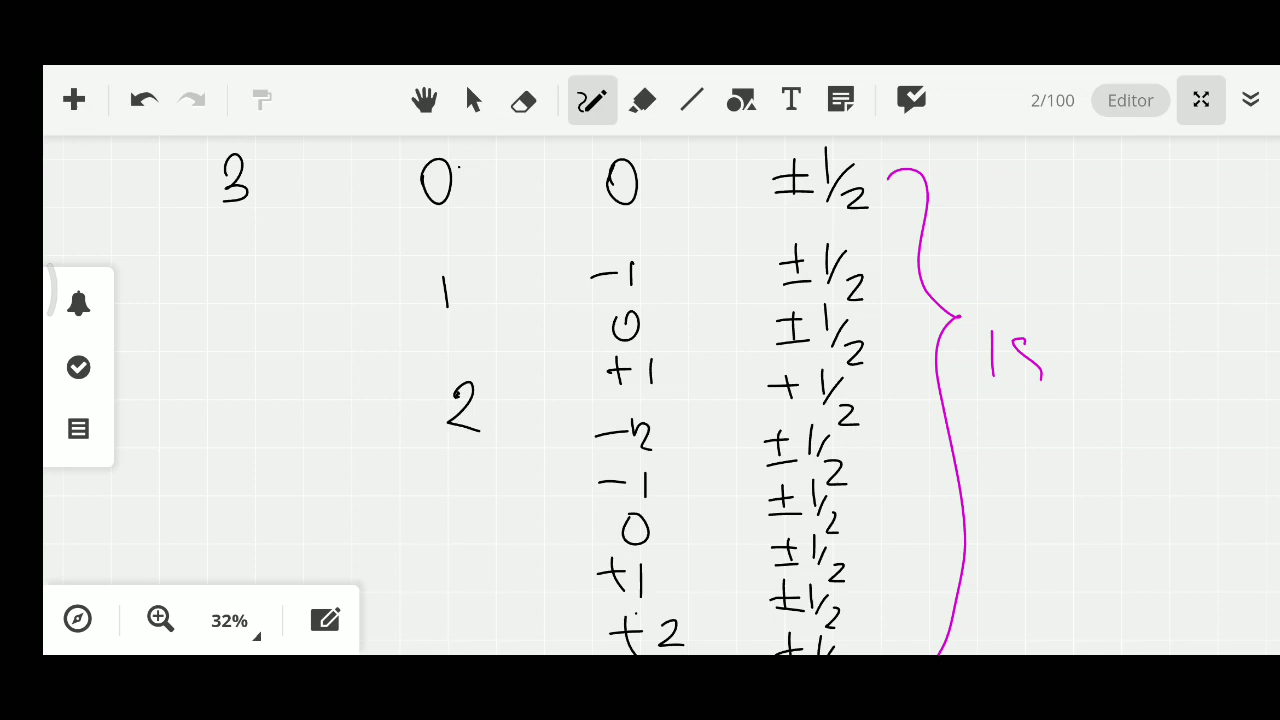 2/100 Editor
3 0 0 ±1/2
1 -1 ±1/2
0 ±1/2
+1 + 1/2
2
-2 ±1/2
-1 ±1/2
0 ±1/2
+1 ±1/2
+2
32%